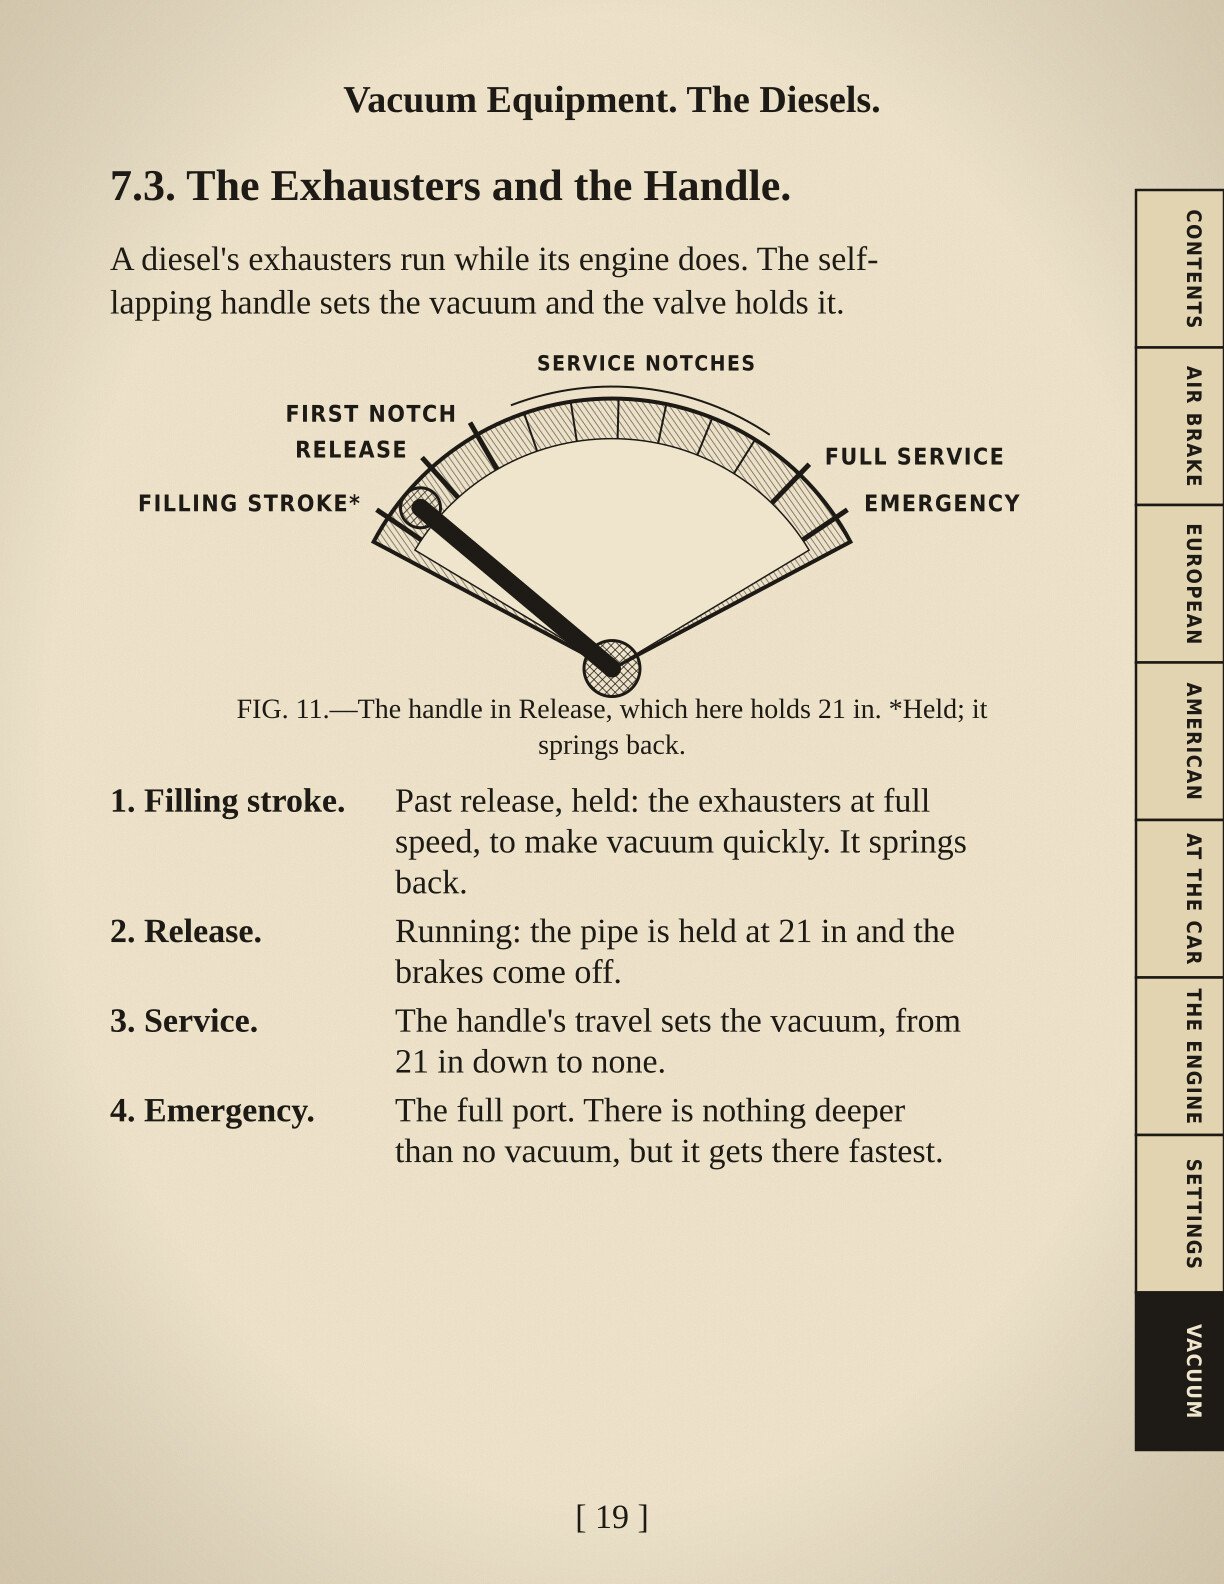 Vacuum Equipment. The Diesels.
7.3. The Exhausters and the Handle.
A diesel's exhausters run while its engine does. The self-
lapping handle sets the vacuum and the valve holds it.
SERVICE NOTCHES
FIRST NOTCH
RELEASE
FULL SERVICE
FILLING STROKE*
EMERGENCY
FIG. 11.—The handle in Release, which here holds 21 in. *Held; it
springs back.
1. Filling stroke. Past release, held: the exhausters at full
speed, to make vacuum quickly. It springs
back.
2. Release. Running: the pipe is held at 21 in and the
brakes come off.
3. Service. The handle's travel sets the vacuum, from
21 in down to none.
4. Emergency. The full port. There is nothing deeper
than no vacuum, but it gets there fastest.
[ 19 ]
CONTENTS
AIR BRAKE
EUROPEAN
AMERICAN
AT THE CAR
THE ENGINE
SETTINGS
VACUUM